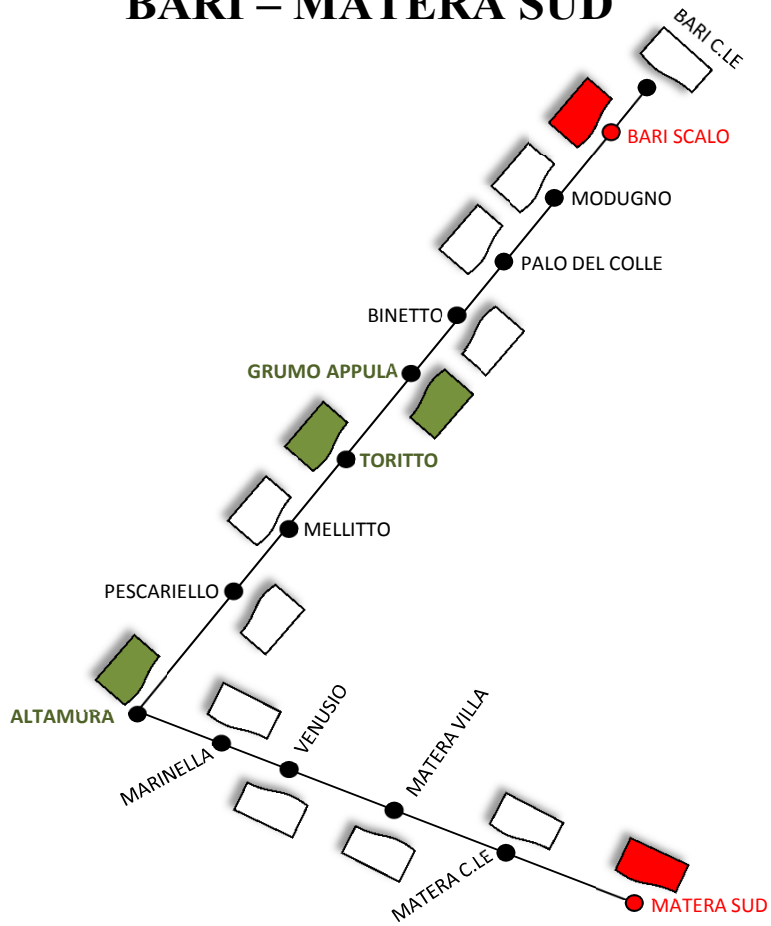 BARI – MATERA SUD
BARI C.LE
BARI SCALO
MODUGNO
PALO DEL COLLE
BINETTO
GRUMO APPULA
TORITTO
MELLITTO
PESCARIELLO
ALTAMURA
MARINELLA
VENUSIO
MATERA VILLA
MATERA C.LE
MATERA SUD